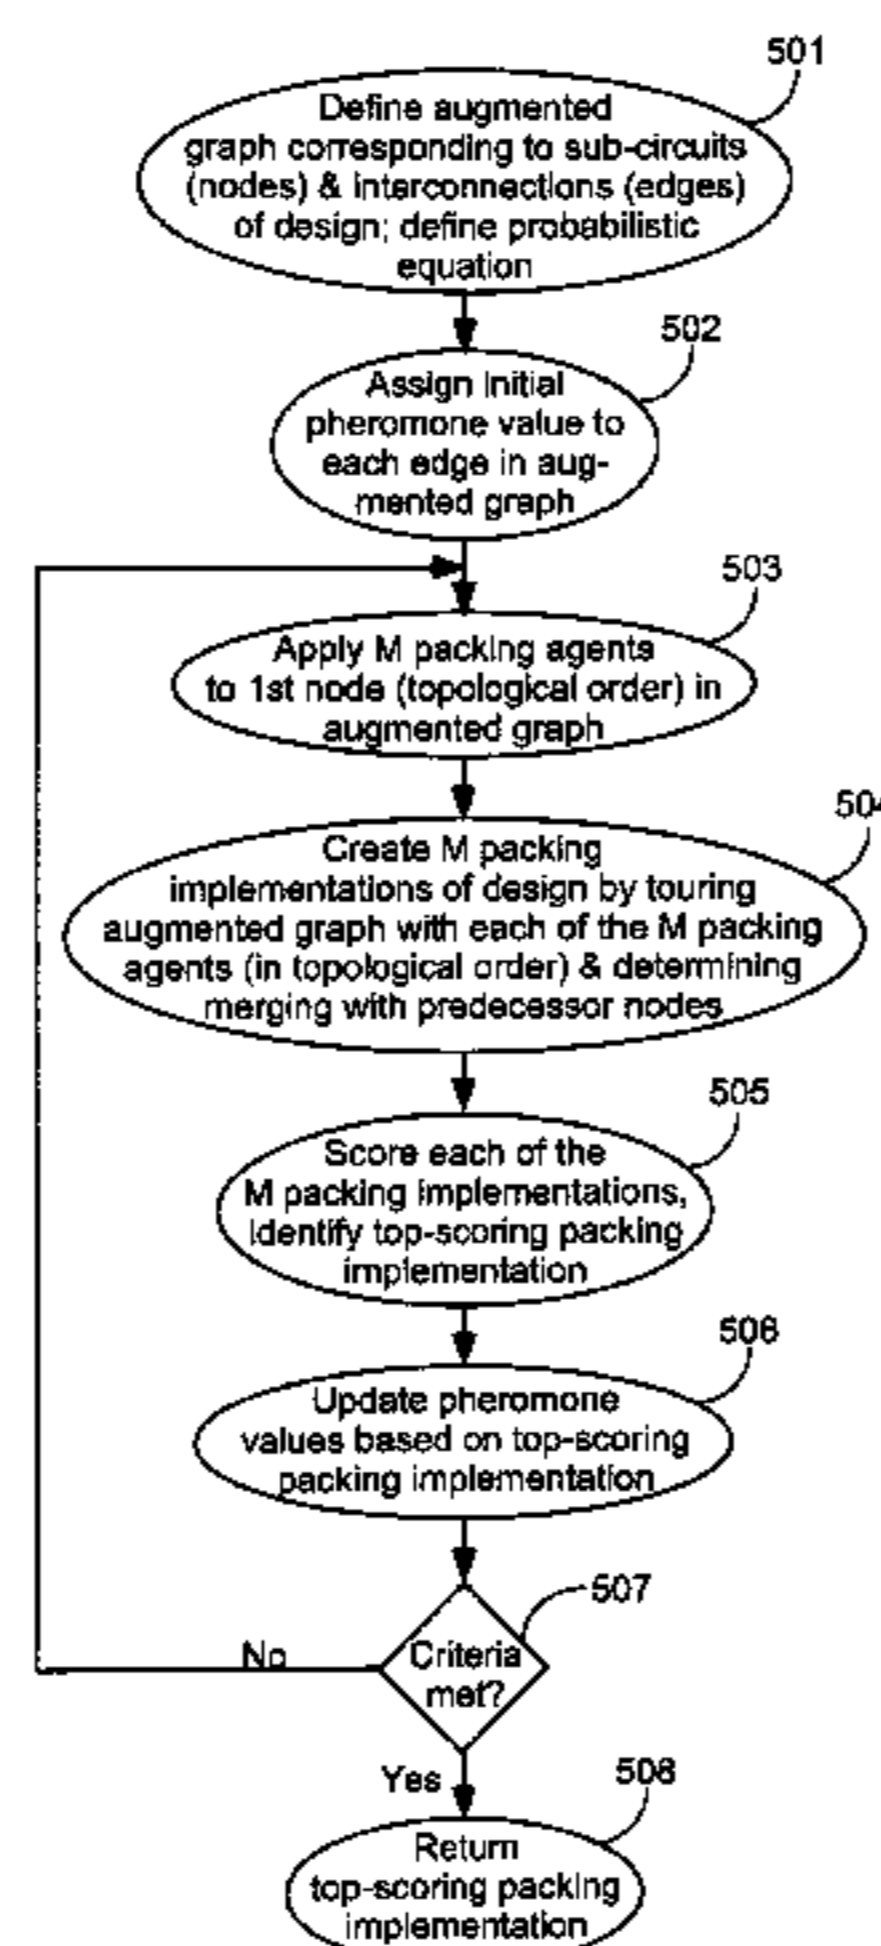 501
Define augmented
graph corresponding to sub-circuits
(nodes) & interconnections (edges)
of design; define probabilistic
equation
502
Assign initial
pheromone value to
each edge in aug-
mented graph
503
Apply M packing agents
to 1st node (topological order) in
augmented graph
504
Create M packing
implementations of design by touring
augmented graph with each of the M packing
agents (in topological order) & determining
merging with predecessor nodes
505
Score each of the
M packing implementations,
identify top-scoring packing
implementation
506
Update pheromone
values based on top-scoring
packing implementation
507
No
Criteria
met?
Yes
508
Return
top-scoring packing
implementation